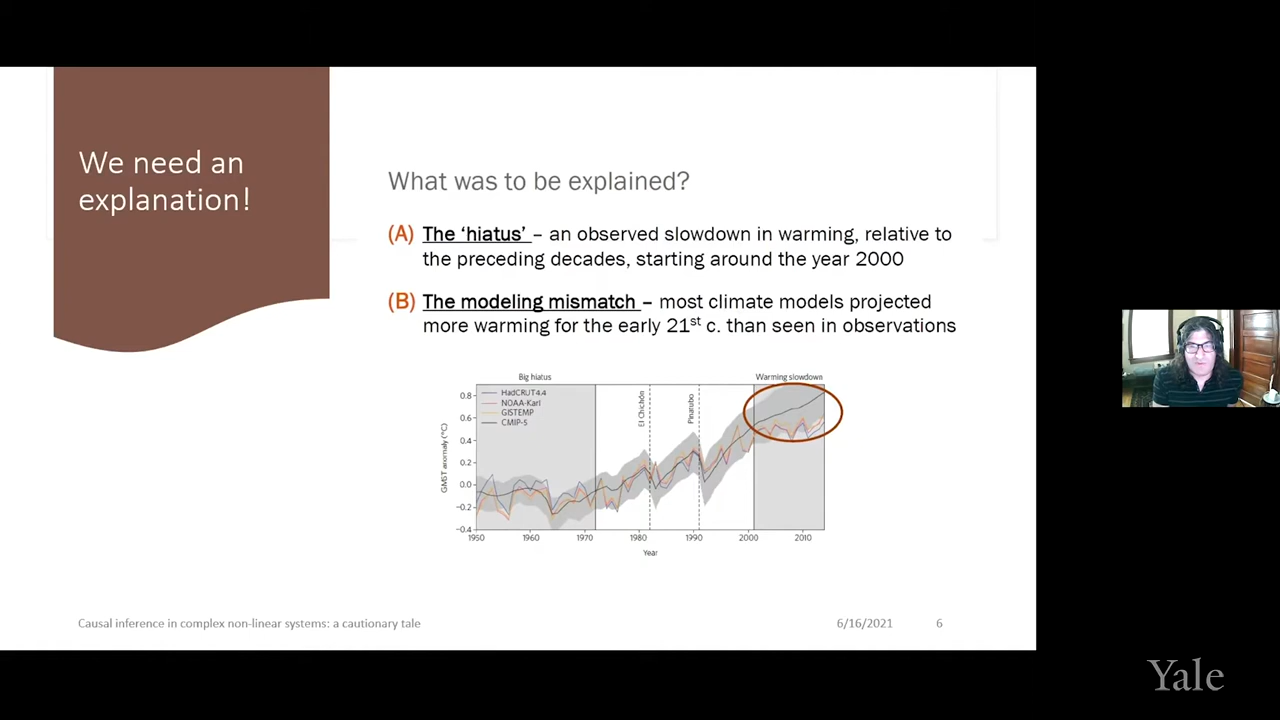 We need an
explanation!
What was to be explained?
(A) The ‘hiatus’ – an observed slowdown in warming, relative to
the preceding decades, starting around the year 2000
(B) The modeling mismatch – most climate models projected
more warming for the early 21st c. than seen in observations
Big hiatus
Warming slowdown
HadCRUT4.4
NOAA-Karl
GISTEMP
CMIP-5
El Chichón
Pinatubo
GMST anomaly (°C)
0.8
0.6
0.4
0.2
0.0
−0.2
−0.4
1950 1960 1970 1980 1990 2000 2010
Year
Causal inference in complex non-linear systems: a cautionary tale
6/16/2021
6
Yale